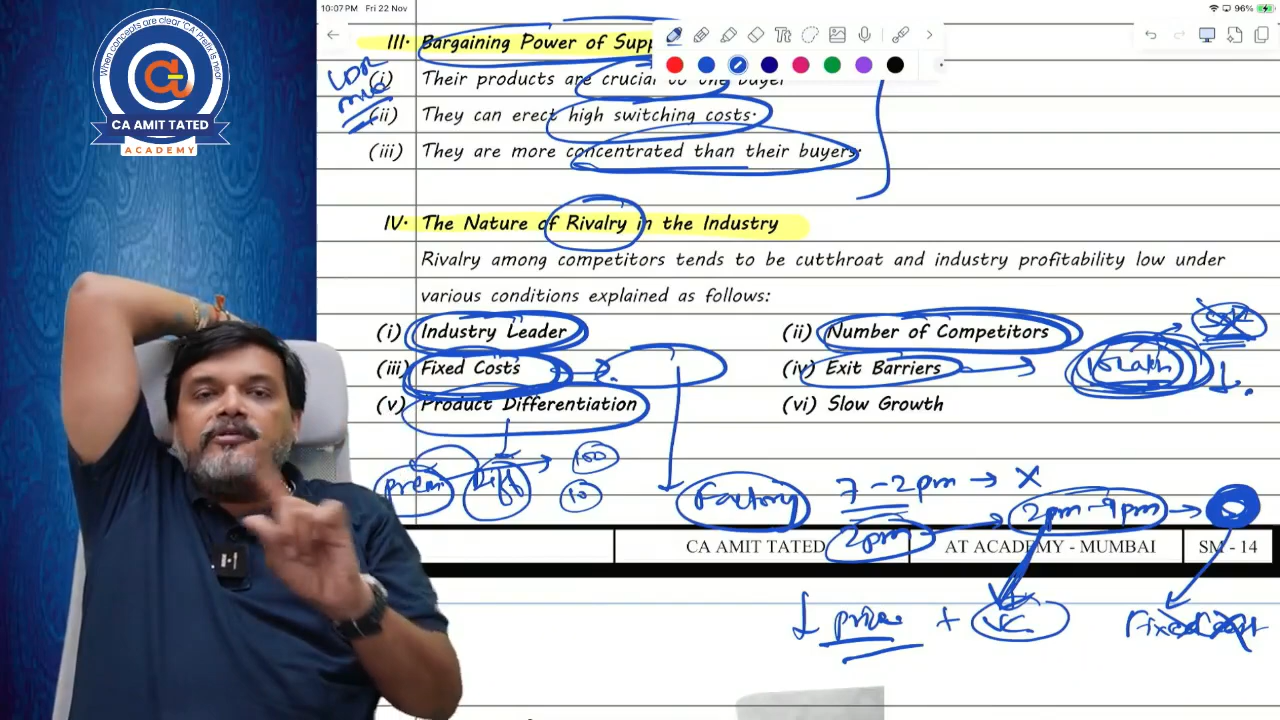 10:07 PM Fri 22 Nov
96%
When concepts are clear 'CA' Prefix is near
CA AMIT TATED
ACADEMY
III. Bargaining Power of Supp
(i) Their products are crucial to the buyer
(ii) They can erect high switching costs.
(iii) They are more concentrated than their buyers.
IV. The Nature of Rivalry in the Industry
Rivalry among competitors tends to be cutthroat and industry profitability low under
various conditions explained as follows:
(i) Industry Leader (ii) Number of Competitors
(iii) Fixed Costs (iv) Exit Barriers
(v) Product Differentiation (vi) Slow Growth
Diff 100
10
Factory 7-2pm → X
2pm 2pm-9pm →
CA AMIT TATED AT ACADEMY - MUMBAI SM - 14
↓ price + VC Fixed cost